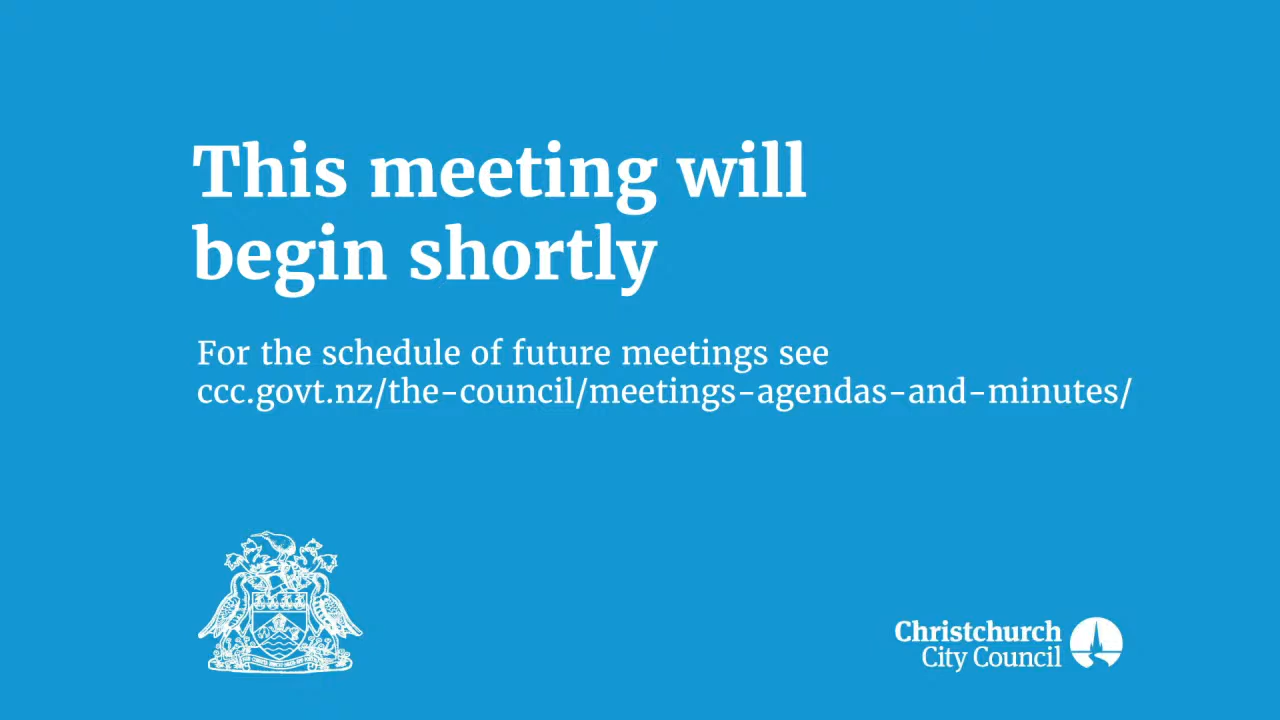 This meeting will
begin shortly
For the schedule of future meetings see
ccc.govt.nz/the-council/meetings-agendas-and-minutes/
Christchurch
City Council